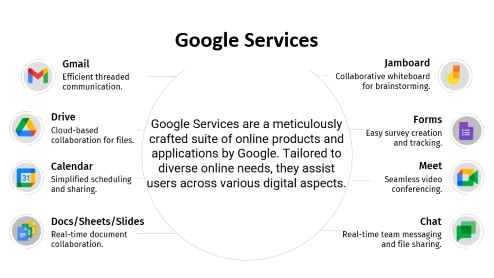 Google Services
Gmail
Efficient threaded
communication.
Drive
Cloud-based
collaboration for files.
Calendar
31
Simplified scheduling
and sharing.
Docs/Sheets/Slides
Real-time document
collaboration.
Google Services are a meticulously
crafted suite of online products and
applications by Google. Tailored to
diverse online needs, they assist
users across various digital aspects.
Jamboard
Collaborative whiteboard
for brainstorming.
Forms
Easy survey creation
and tracking.
Meet
Seamless video
conferencing.
Chat
Real-time team messaging
and file sharing.